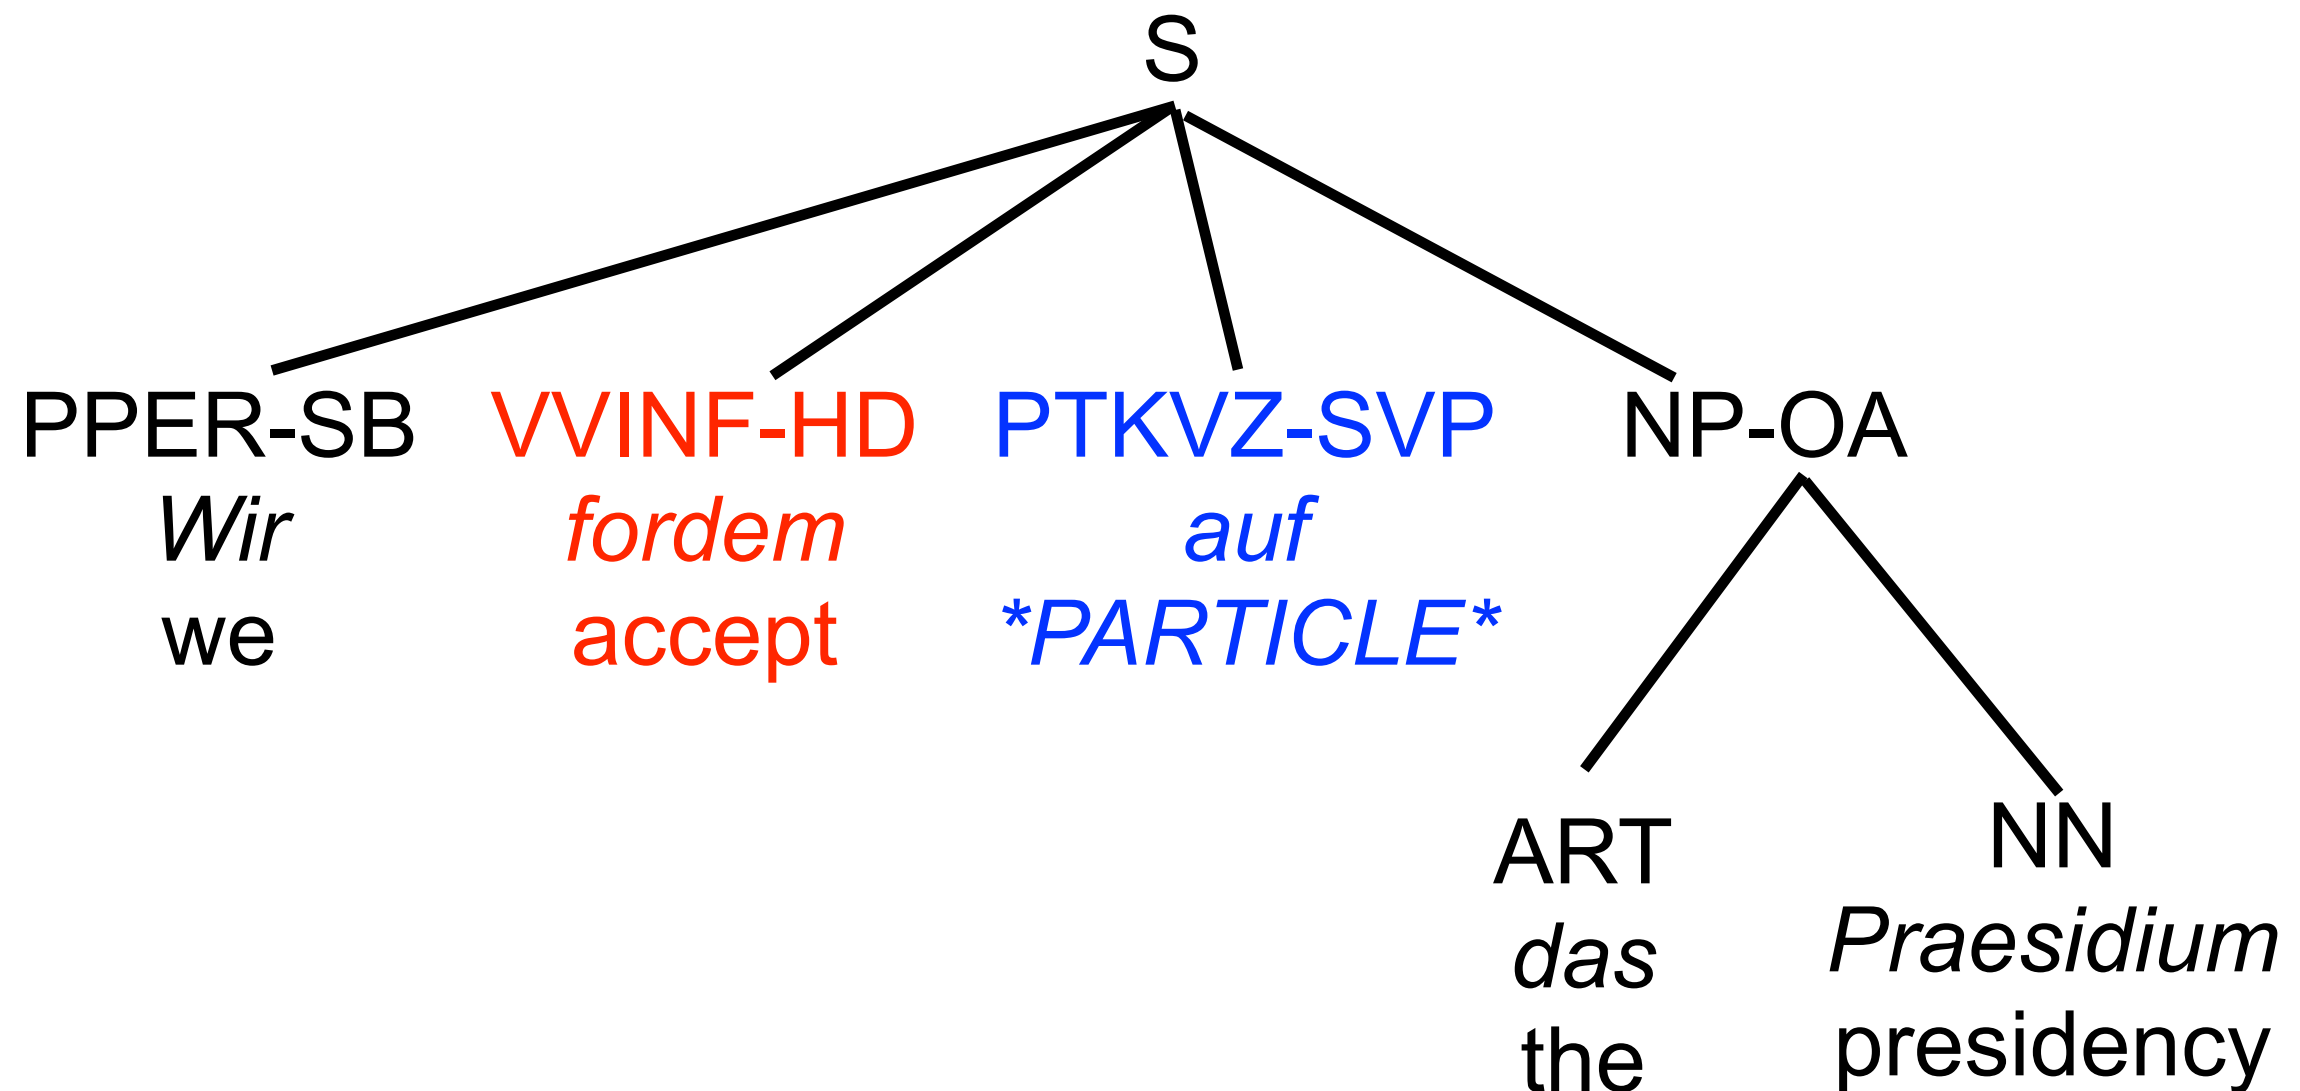 S
PPER-SB VVINF-HD PTKVZ-SVP NP-OA
Wir fordem auf
we accept *PARTICLE*
ART NN
das Praesidium
the presidency